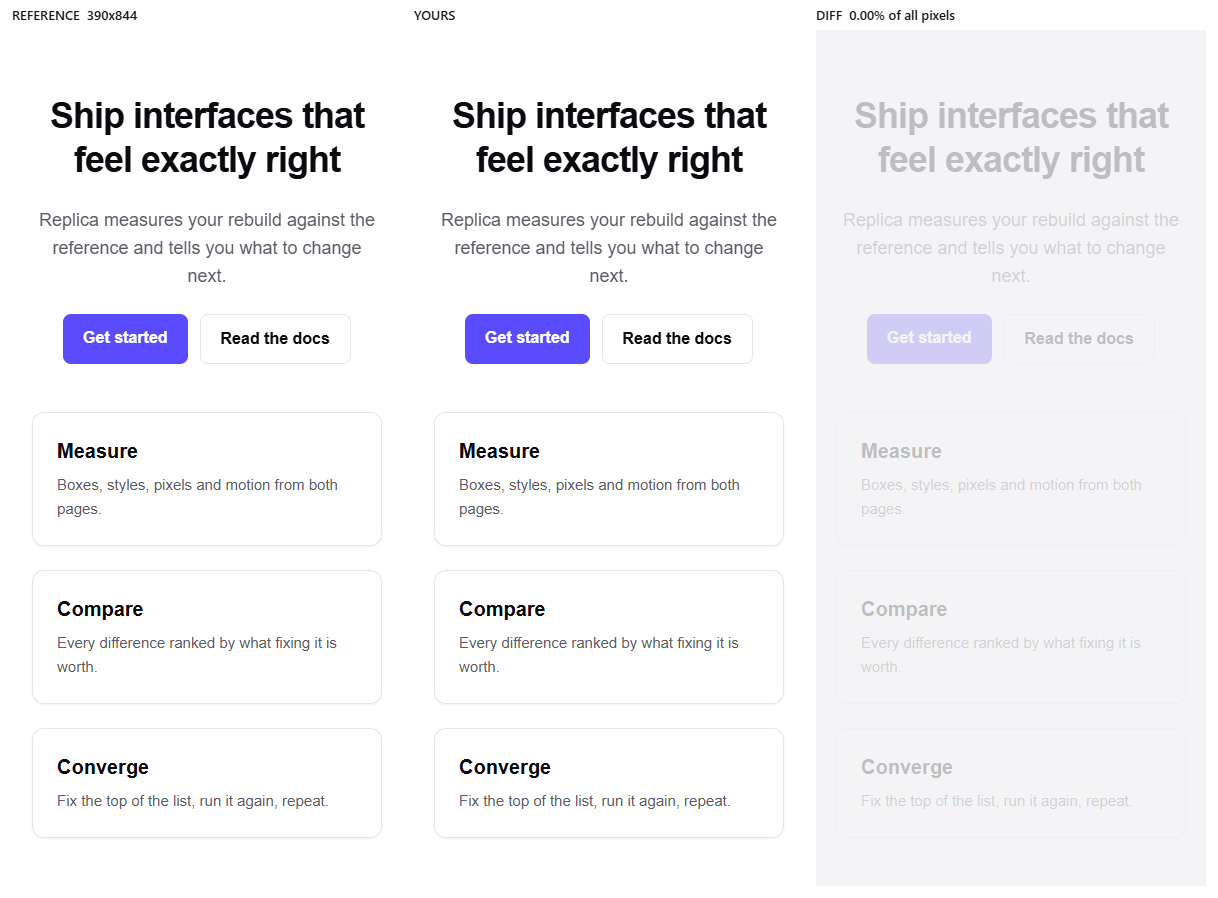 REFERENCE 390x844
YOURS
DIFF 0.00% of all pixels
Ship interfaces that
feel exactly right
Replica measures your rebuild against the
reference and tells you what to change
next.
Get started
Read the docs
Measure
Boxes, styles, pixels and motion from both
pages.
Compare
Every difference ranked by what fixing it is
worth.
Converge
Fix the top of the list, run it again, repeat.
Ship interfaces that
feel exactly right
Replica measures your rebuild against the
reference and tells you what to change
next.
Get started
Read the docs
Measure
Boxes, styles, pixels and motion from both
pages.
Compare
Every difference ranked by what fixing it is
worth.
Converge
Fix the top of the list, run it again, repeat.
Ship interfaces that
feel exactly right
Replica measures your rebuild against the
reference and tells you what to change
next.
Get started
Read the docs
Measure
Boxes, styles, pixels and motion from both
pages.
Compare
Every difference ranked by what fixing it is
worth.
Converge
Fix the top of the list, run it again, repeat.